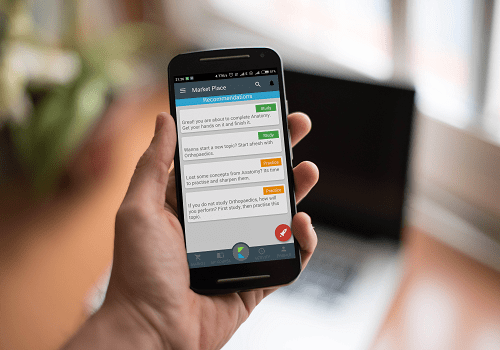 Market Place
Recommendations
Study
Great! you are about to complete Anatomy.
Get your hands on it and finish it.
Study
Wanna start a new topic? Start afresh with
Orthopaedics.
Practice
Lost some concepts from Anatomy? Its time
to practice and sharpen them.
Practice
If you do not study Orthopaedics, how will
you perform? First study, then practise this
topic.